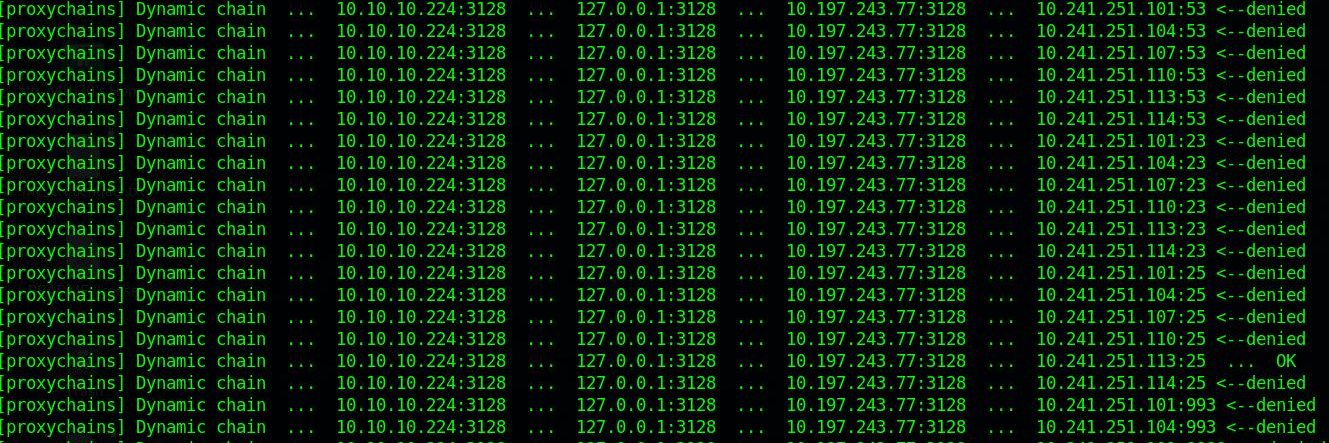 [proxychains] Dynamic chain ... 10.10.10.224:3128 ... 127.0.0.1:3128 ... 10.197.243.77:3128 ... 10.241.251.101:53 <--denied
[proxychains] Dynamic chain ... 10.10.10.224:3128 ... 127.0.0.1:3128 ... 10.197.243.77:3128 ... 10.241.251.104:53 <--denied
[proxychains] Dynamic chain ... 10.10.10.224:3128 ... 127.0.0.1:3128 ... 10.197.243.77:3128 ... 10.241.251.107:53 <--denied
[proxychains] Dynamic chain ... 10.10.10.224:3128 ... 127.0.0.1:3128 ... 10.197.243.77:3128 ... 10.241.251.110:53 <--denied
[proxychains] Dynamic chain ... 10.10.10.224:3128 ... 127.0.0.1:3128 ... 10.197.243.77:3128 ... 10.241.251.113:53 <--denied
[proxychains] Dynamic chain ... 10.10.10.224:3128 ... 127.0.0.1:3128 ... 10.197.243.77:3128 ... 10.241.251.114:53 <--denied
[proxychains] Dynamic chain ... 10.10.10.224:3128 ... 127.0.0.1:3128 ... 10.197.243.77:3128 ... 10.241.251.101:23 <--denied
[proxychains] Dynamic chain ... 10.10.10.224:3128 ... 127.0.0.1:3128 ... 10.197.243.77:3128 ... 10.241.251.104:23 <--denied
[proxychains] Dynamic chain ... 10.10.10.224:3128 ... 127.0.0.1:3128 ... 10.197.243.77:3128 ... 10.241.251.107:23 <--denied
[proxychains] Dynamic chain ... 10.10.10.224:3128 ... 127.0.0.1:3128 ... 10.197.243.77:3128 ... 10.241.251.110:23 <--denied
[proxychains] Dynamic chain ... 10.10.10.224:3128 ... 127.0.0.1:3128 ... 10.197.243.77:3128 ... 10.241.251.113:23 <--denied
[proxychains] Dynamic chain ... 10.10.10.224:3128 ... 127.0.0.1:3128 ... 10.197.243.77:3128 ... 10.241.251.114:23 <--denied
[proxychains] Dynamic chain ... 10.10.10.224:3128 ... 127.0.0.1:3128 ... 10.197.243.77:3128 ... 10.241.251.101:25 <--denied
[proxychains] Dynamic chain ... 10.10.10.224:3128 ... 127.0.0.1:3128 ... 10.197.243.77:3128 ... 10.241.251.104:25 <--denied
[proxychains] Dynamic chain ... 10.10.10.224:3128 ... 127.0.0.1:3128 ... 10.197.243.77:3128 ... 10.241.251.107:25 <--denied
[proxychains] Dynamic chain ... 10.10.10.224:3128 ... 127.0.0.1:3128 ... 10.197.243.77:3128 ... 10.241.251.110:25 <--denied
[proxychains] Dynamic chain ... 10.10.10.224:3128 ... 127.0.0.1:3128 ... 10.197.243.77:3128 ... 10.241.251.113:25 ... OK
[proxychains] Dynamic chain ... 10.10.10.224:3128 ... 127.0.0.1:3128 ... 10.197.243.77:3128 ... 10.241.251.114:25 <--denied
[proxychains] Dynamic chain ... 10.10.10.224:3128 ... 127.0.0.1:3128 ... 10.197.243.77:3128 ... 10.241.251.101:993 <--denied
[proxychains] Dynamic chain ... 10.10.10.224:3128 ... 127.0.0.1:3128 ... 10.197.243.77:3128 ... 10.241.251.104:993 <--denied